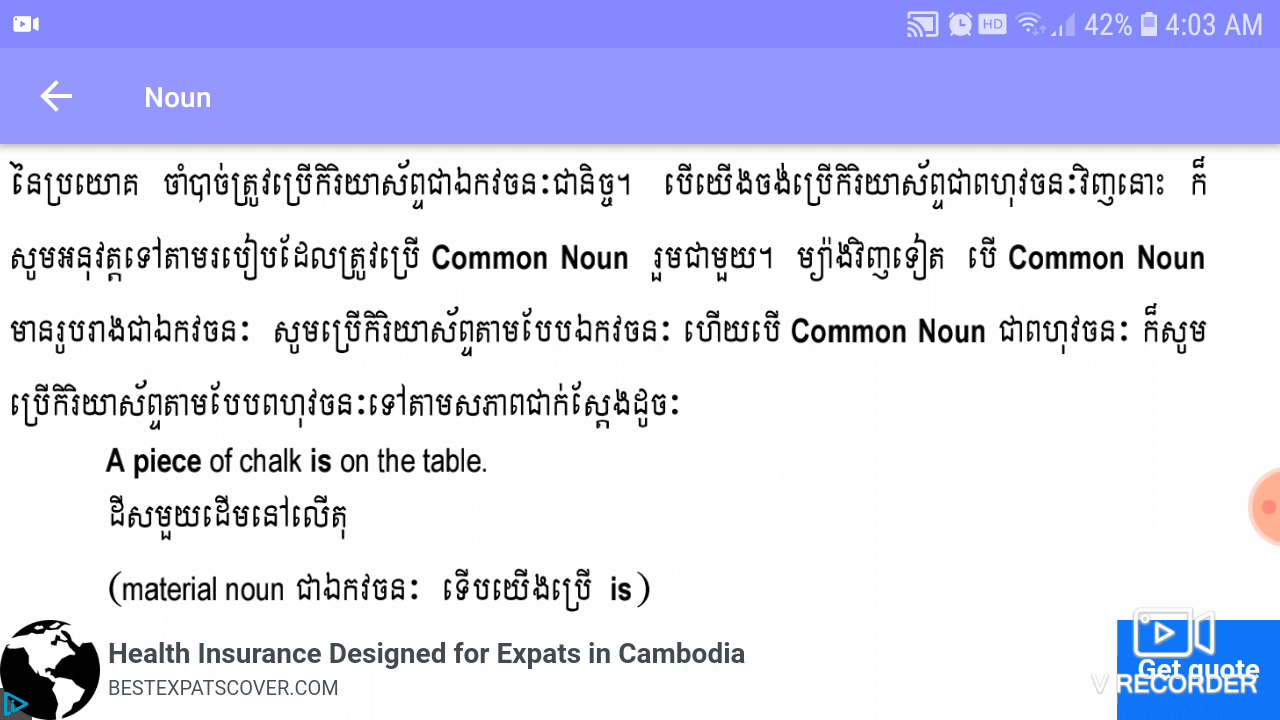 HD 42% 4:03 AM
Noun
នៃប្រយោគ ចាំបាច់ត្រូវប្រើកិរិយាស័ព្ទជាឯកវចនៈជានិច្ច។ បើយើងចង់ប្រើកិរិយាស័ព្ទជាពហុវចនៈវិញនោះ ក៏
សូមអនុវត្តទៅតាមរបៀបដែលត្រូវប្រើ Common Noun រួមជាមួយ។ ម្យ៉ាងវិញទៀត បើ Common Noun
មានរូបរាងជាឯកវចនៈ សូមប្រើកិរិយាស័ព្ទតាមបែបឯកវចនៈ ហើយបើ Common Noun ជាពហុវចនៈ ក៏សូម
ប្រើកិរិយាស័ព្ទតាមបែបពហុវចនៈទៅតាមសភាពជាក់ស្តែងដូចៈ
A piece of chalk is on the table.
ដីសមួយដើមនៅលើតុ
(material noun ជាឯកវចនៈ ទើបយើងប្រើ is)
Health Insurance Designed for Expats in Cambodia
BESTEXPATSCOVER.COM
Get quote
V RECORDER